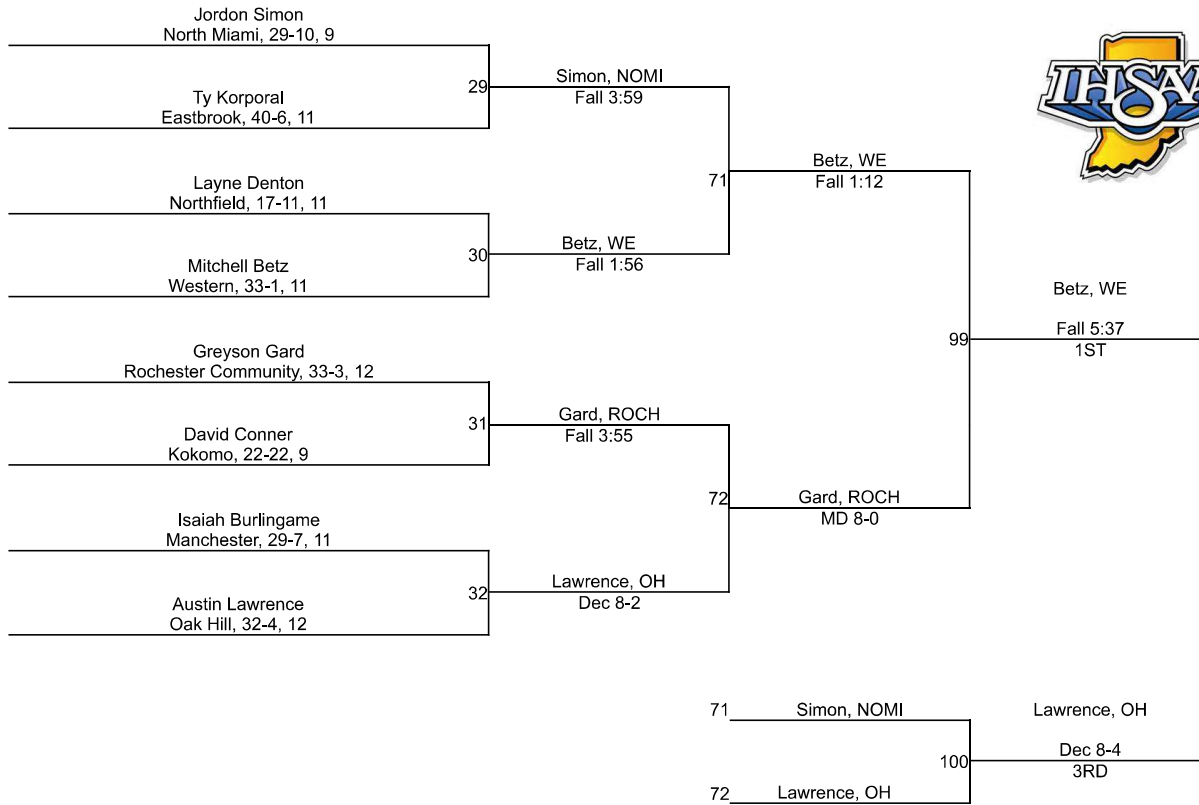 Jordon Simon
North Miami, 29-10, 9
Ty Korporal
Eastbrook, 40-6, 11
29
Simon, NOMI
Fall 3:59
Layne Denton
Northfield, 17-11, 11
Mitchell Betz
Western, 33-1, 11
30
Betz, WE
Fall 1:56
71
Betz, WE
Fall 1:12
Greyson Gard
Rochester Community, 33-3, 12
David Conner
Kokomo, 22-22, 9
31
Gard, ROCH
Fall 3:55
Isaiah Burlingame
Manchester, 29-7, 11
Austin Lawrence
Oak Hill, 32-4, 12
32
Lawrence, OH
Dec 8-2
72
Gard, ROCH
MD 8-0
99
Betz, WE
Fall 5:37
1ST
IHSAA
71
Simon, NOMI
72
Lawrence, OH
100
Lawrence, OH
Dec 8-4
3RD